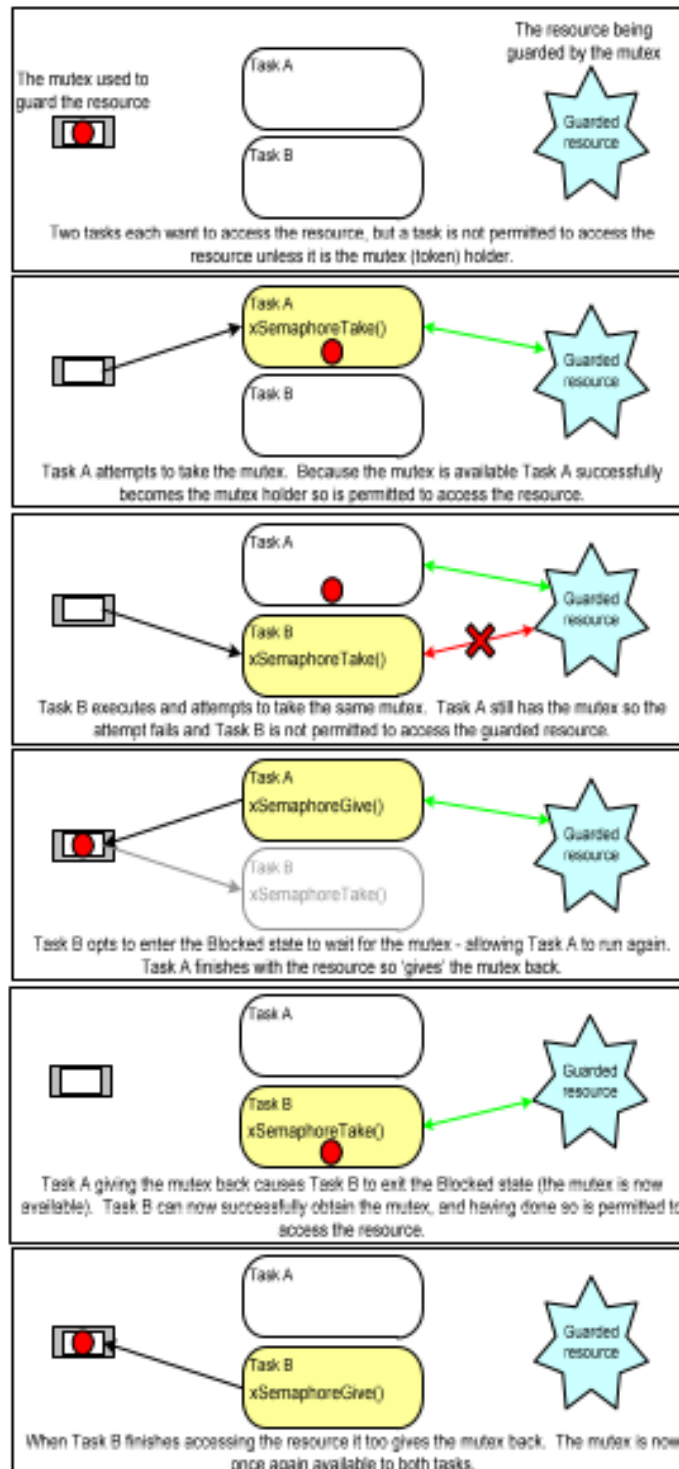 The resource being
guarded by the mutex
The mutex used to
guard the resource
Task A
Task B
Guarded
resource
Two tasks each want to access the resource, but a task is not permitted to access the
resource unless it is the mutex (token) holder.
Task A
xSemaphoreTake()
Task B
Guarded
resource
Task A attempts to take the mutex. Because the mutex is available Task A successfully
becomes the mutex holder so is permitted to access the resource.
Task A
Task B
xSemaphoreTake()
Guarded
resource
Task B executes and attempts to take the same mutex. Task A still has the mutex so the
attempt fails and Task B is not permitted to access the guarded resource.
Task A
xSemaphoreGive()
Task B
xSemaphoreTake()
Guarded
resource
Task B opts to enter the Blocked state to wait for the mutex - allowing Task A to run again.
Task A finishes with the resource so 'gives' the mutex back.
Task A
Task B
xSemaphoreTake()
Guarded
resource
Task A giving the mutex back causes Task B to exit the Blocked state (the mutex is now
available). Task B can now successfully obtain the mutex, and having done so is permitted to
access the resource.
Task A
Task B
xSemaphoreGive()
Guarded
resource
When Task B finishes accessing the resource it too gives the mutex back. The mutex is now
once again available to both tasks.